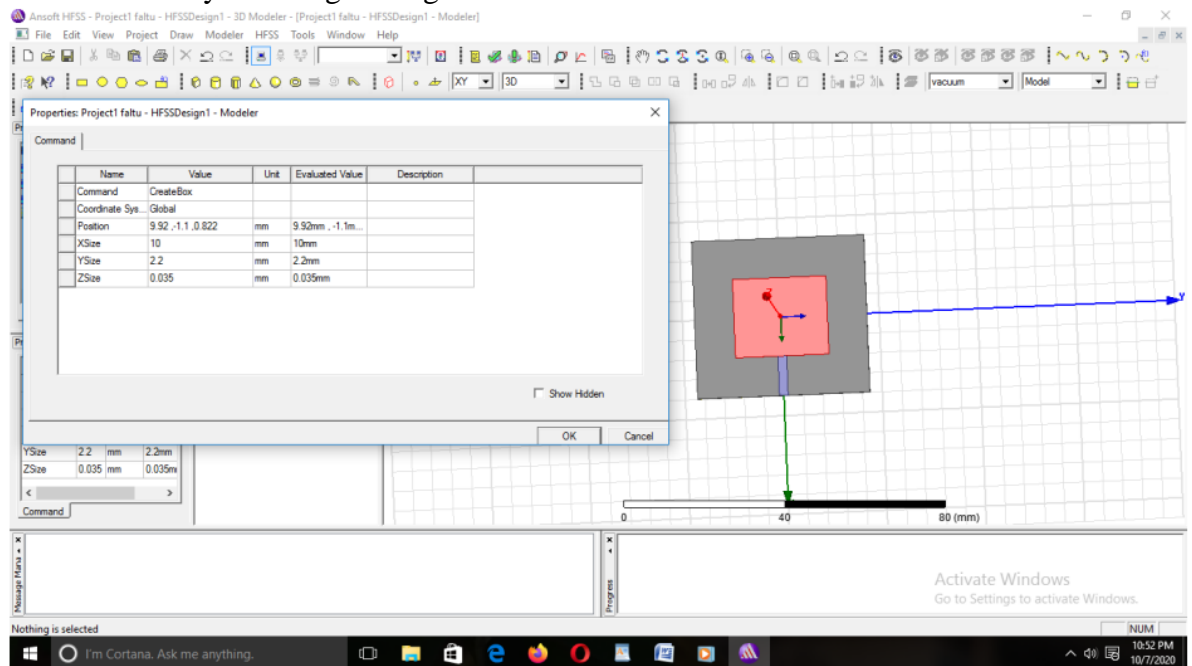 Ansoft HFSS - Project1 faltu - HFSSDesign1 - 3D Modeler - [Project1 faltu - HFSSDesign1 - Modeler]
File Edit View Project Draw Modeler HFSS Tools Window Help
XY 3D vacuum Model
Properties: Project1 faltu - HFSSDesign1 - Modeler
Command
Name Value Unit Evaluated Value Description
Command CreateBox
Coordinate Sys... Global
Position 9.92 ,-1.1 ,0.822 mm 9.92mm , -1.1m...
XSize 10 mm 10mm
YSize 2.2 mm 2.2mm
ZSize 0.035 mm 0.035mm
Show Hidden
OK Cancel
Y
YSize 2.2 mm 2.2mm
ZSize 0.035 mm 0.035m
Command
0 40 80 (mm)
Message Mana
Progress
Activate Windows
Go to Settings to activate Windows.
Nothing is selected NUM
I'm Cortana. Ask me anything.
10:52 PM
10/7/2020